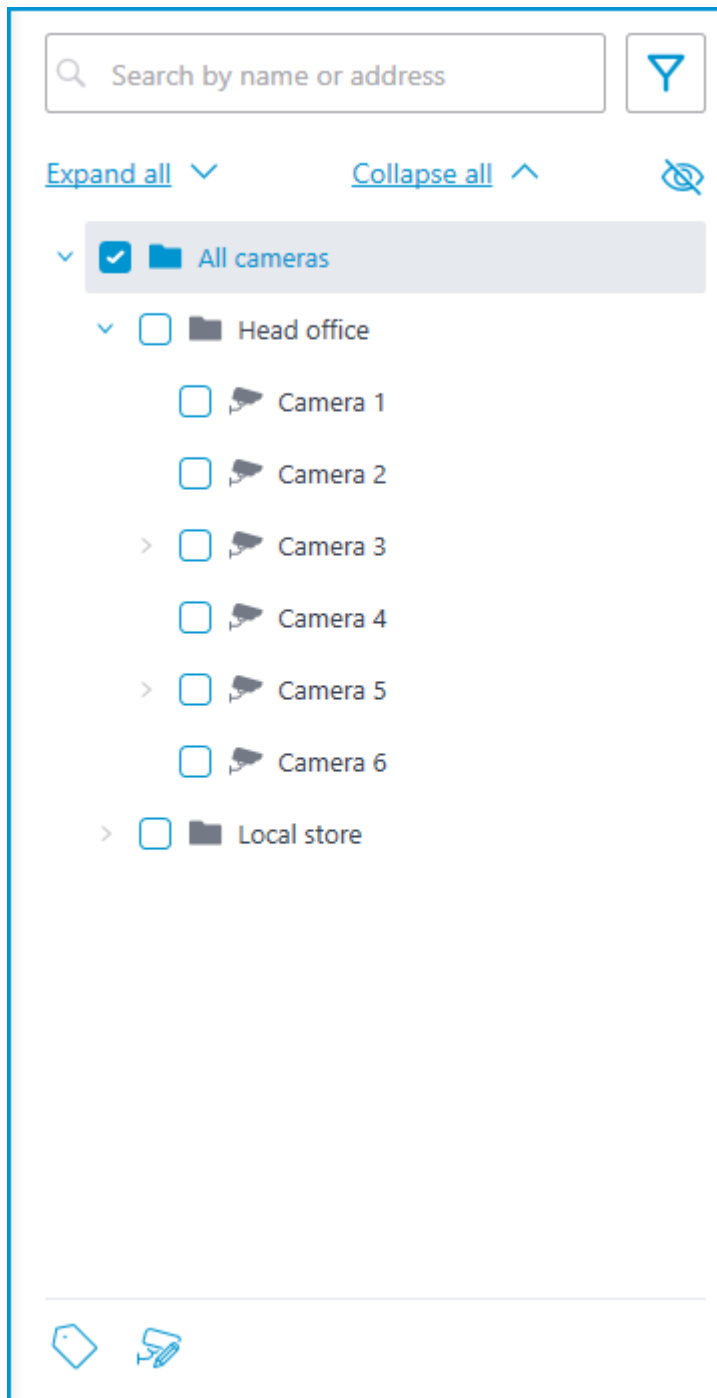 Search by name or address
Expand all Collapse all
All cameras
Head office
Camera 1
Camera 2
Camera 3
Camera 4
Camera 5
Camera 6
Local store